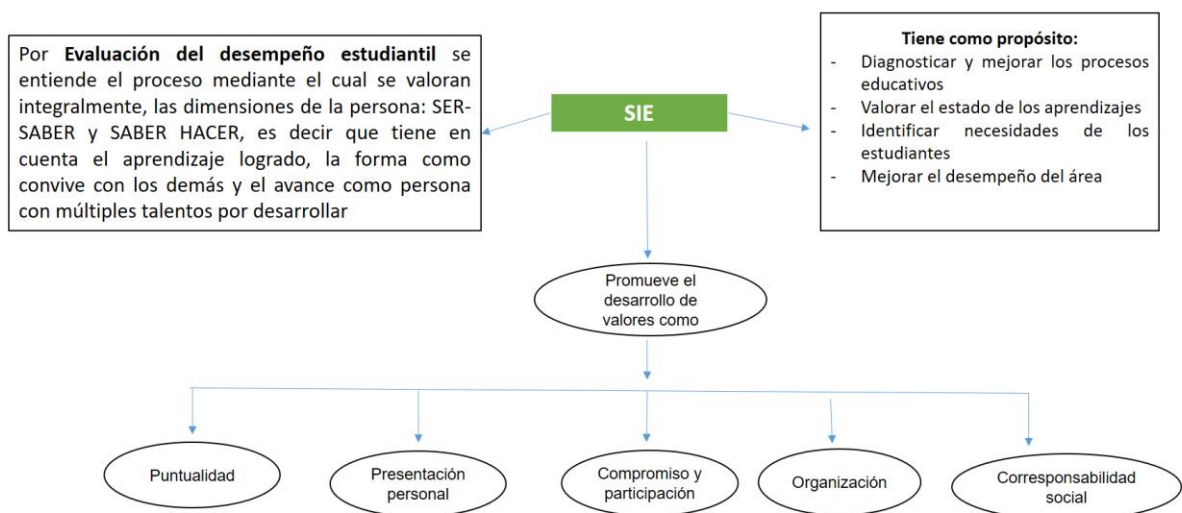 Por Evaluación del desempeño estudiantil se
entiende el proceso mediante el cual se valoran
integralmente, las dimensiones de la persona: SER-
SABER y SABER HACER, es decir que tiene en
cuenta el aprendizaje logrado, la forma como
convive con los demás y el avance como persona
con múltiples talentos por desarrollar
SIE
Tiene como propósito:
- Diagnosticar y mejorar los procesos
educativos
- Valorar el estado de los aprendizajes
- Identificar necesidades de los
estudiantes
- Mejorar el desempeño del área
Promueve el
desarrollo de
valores como
Puntualidad
Presentación
personal
Compromiso y
participación
Organización
Corresponsabilidad
social